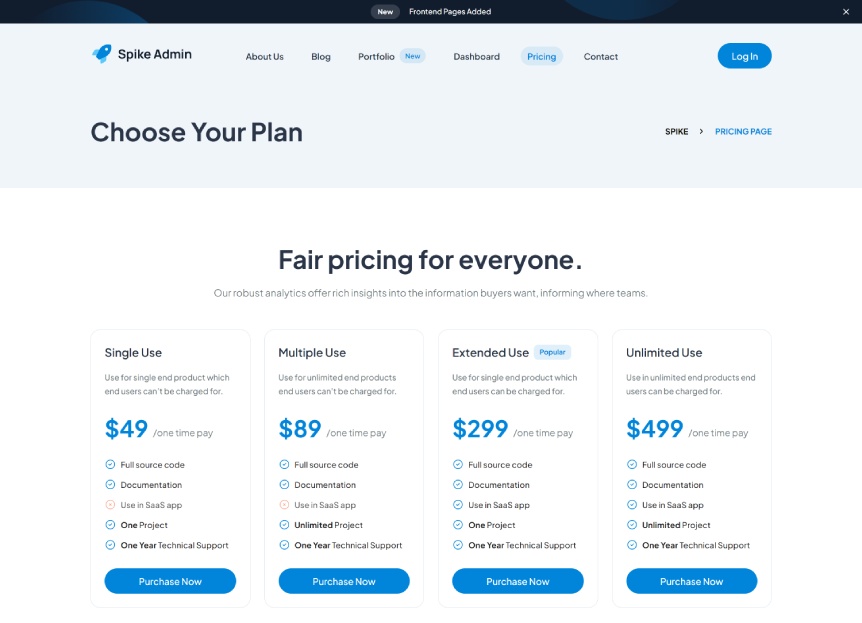 New Frontend Pages Added
Spike Admin
About Us Blog Portfolio New Dashboard Pricing Contact
Log In
Choose Your Plan
SPIKE > PRICING PAGE
Fair pricing for everyone.
Our robust analytics offer rich insights into the information buyers want, informing where teams.
Single Use
Use for single end product which
end users can't be charged for.
$49 /one time pay
Full source code
Documentation
Use in SaaS app
One Project
One Year Technical Support
Purchase Now
Multiple Use
Use for unlimited end products
end users can't be charged for.
$89 /one time pay
Full source code
Documentation
Use in SaaS app
Unlimited Project
One Year Technical Support
Purchase Now
Extended Use Popular
Use for single end product which
end users can be charged for.
$299 /one time pay
Full source code
Documentation
Use in SaaS app
One Project
One Year Technical Support
Purchase Now
Unlimited Use
Use in unlimited end products end
users can be charged for.
$499 /one time pay
Full source code
Documentation
Use in SaaS app
Unlimited Project
One Year Technical Support
Purchase Now